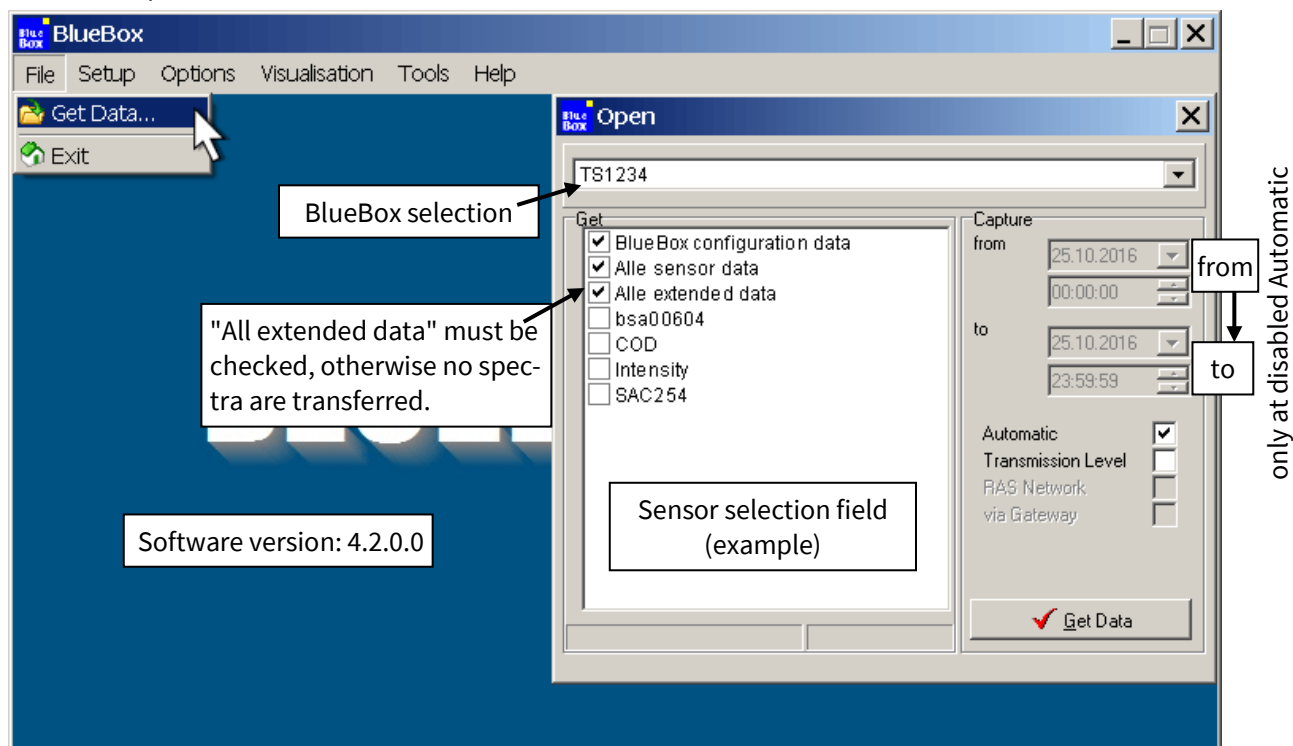 Blue
Box
BlueBox
File Setup Options Visualisation Tools Help
Get Data...
Exit
Blue
Box
Open
TS1234
BlueBox selection
Get
BlueBox configuration data
Alle sensor data
Alle extended data
bsa00604
COD
Intensity
SAC254
"All extended data" must be
checked, otherwise no spec-
tra are transferred.
Sensor selection field
(example)
Software version: 4.2.0.0
Capture
from
25.10.2016
00:00:00
to
25.10.2016
23:59:59
from
to
only at disabled Automatic
Automatic
Transmission Level
RAS Network
via Gateway
Get Data